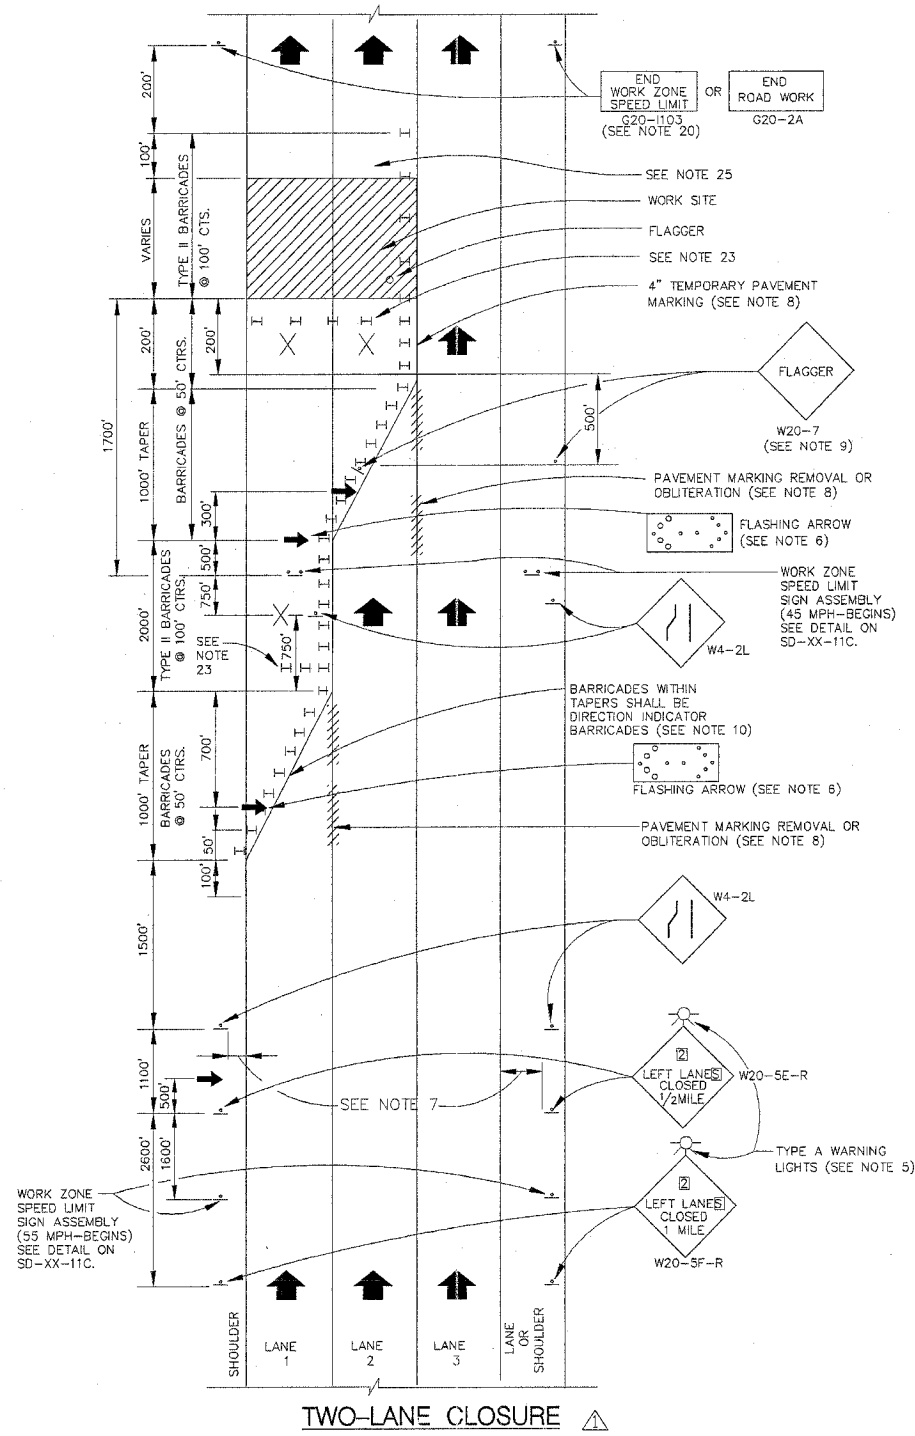 200'
END
WORK ZONE
SPEED LIMIT
OR
END
ROAD WORK
G20-I103
(SEE NOTE 20)
G20-2A
100'
TYPE II BARRICADES
@ 100' CTS.
VARIES
SEE NOTE 25
WORK SITE
FLAGGER
SEE NOTE 23
4" TEMPORARY PAVEMENT
MARKING (SEE NOTE 8)
200'
200'
1700'
BARRICADES @ 50' CTRS.
1000' TAPER
500'
FLAGGER
W20-7
(SEE NOTE 9)
300'
PAVEMENT MARKING REMOVAL OR
OBLITERATION (SEE NOTE 8)
FLASHING ARROW
(SEE NOTE 6)
500'
750'
2000'
TYPE II BARRICADES
@ 100' CTRS.
SEE
NOTE
23
750'
WORK ZONE
SPEED LIMIT
SIGN ASSEMBLY
(45 MPH-BEGINS)
SEE DETAIL ON
SD-XX-11C.
W4-2L
BARRICADES WITHIN
TAPERS SHALL BE
DIRECTION INDICATOR
BARRICADES (SEE NOTE 10)
1000' TAPER
BARRICADES
@ 50' CTRS.
700'
FLASHING ARROW (SEE NOTE 6)
50'
PAVEMENT MARKING REMOVAL OR
OBLITERATION (SEE NOTE 8)
100'
1500'
W4-2L
1100'
500'
SEE NOTE 7
2
LEFT LANES
CLOSED
1/2 MILE
W20-5E-R
2600'
1600'
TYPE A WARNING
LIGHTS (SEE NOTE 5)
WORK ZONE
SPEED LIMIT
SIGN ASSEMBLY
(55 MPH-BEGINS)
SEE DETAIL ON
SD-XX-11C.
2
LEFT LANES
CLOSED
1 MILE
W20-5F-R
SHOULDER
LANE
1
LANE
2
LANE
3
LANE
OR
SHOULDER
TWO-LANE CLOSURE
1